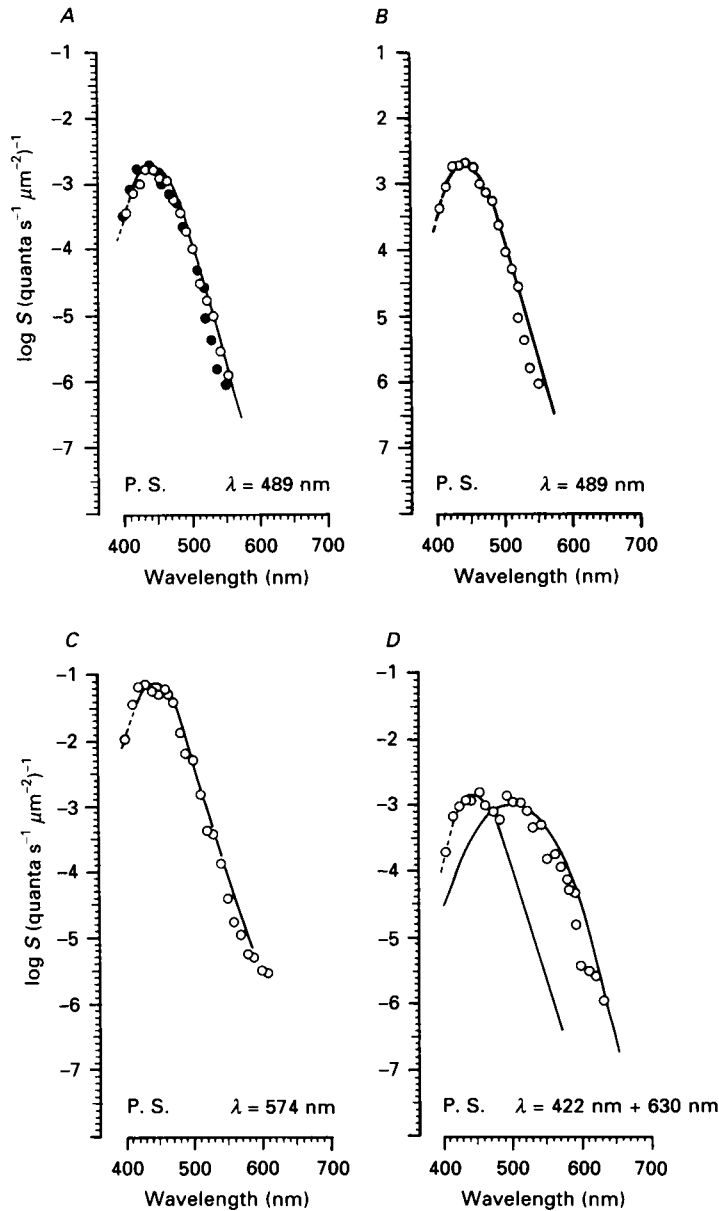 A
B
−1
−2
−3
−4
−5
−6
−7
log S (quanta s⁻¹ μm⁻²)⁻¹
P. S. λ = 489 nm
400 500 600 700
Wavelength (nm)
1
2
3
4
5
6
7
P. S. λ = 489 nm
400 500 600 700
Wavelength (nm)
C
D
−1
−2
−3
−4
−5
−6
−7
log S (quanta s⁻¹ μm⁻²)⁻¹
P. S. λ = 574 nm
400 500 600 700
Wavelength (nm)
−1
−2
−3
−4
−5
−6
−7
P. S. λ = 422 nm + 630 nm
400 500 600 700
Wavelength (nm)